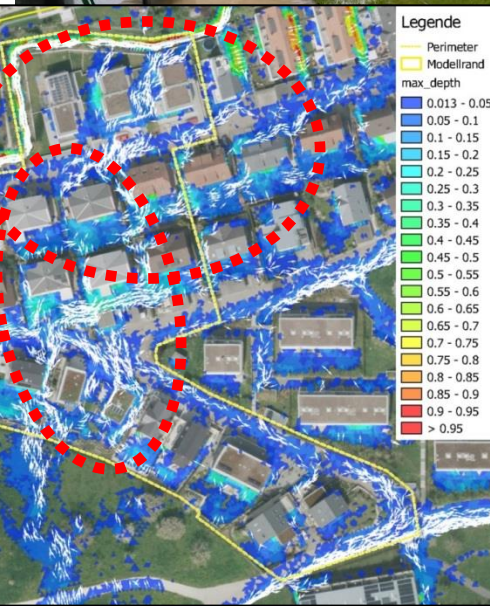 Legende
Perimeter
Modellrand
max_depth
0.013 - 0.05
0.05 - 0.1
0.1 - 0.15
0.15 - 0.2
0.2 - 0.25
0.25 - 0.3
0.3 - 0.35
0.35 - 0.4
0.4 - 0.45
0.45 - 0.5
0.5 - 0.55
0.55 - 0.6
0.6 - 0.65
0.65 - 0.7
0.7 - 0.75
0.75 - 0.8
0.8 - 0.85
0.85 - 0.9
0.9 - 0.95
> 0.95